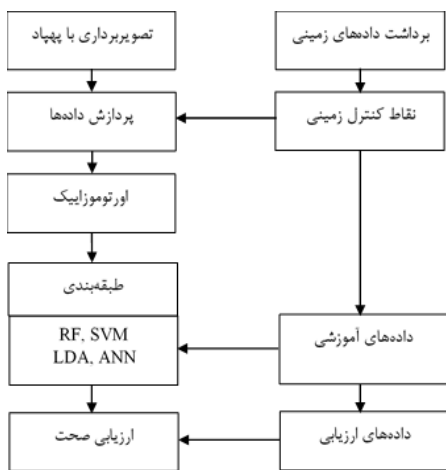 برداشت داده‌های زمینی
تصویربرداری با پهپاد
نقاط کنترل زمینی
پردازش داده‌ها
اورتوموزاییک
طبقه‌بندی
RF, SVM
LDA, ANN
داده‌های آموزشی
داده‌های ارزیابی
ارزیابی صحت